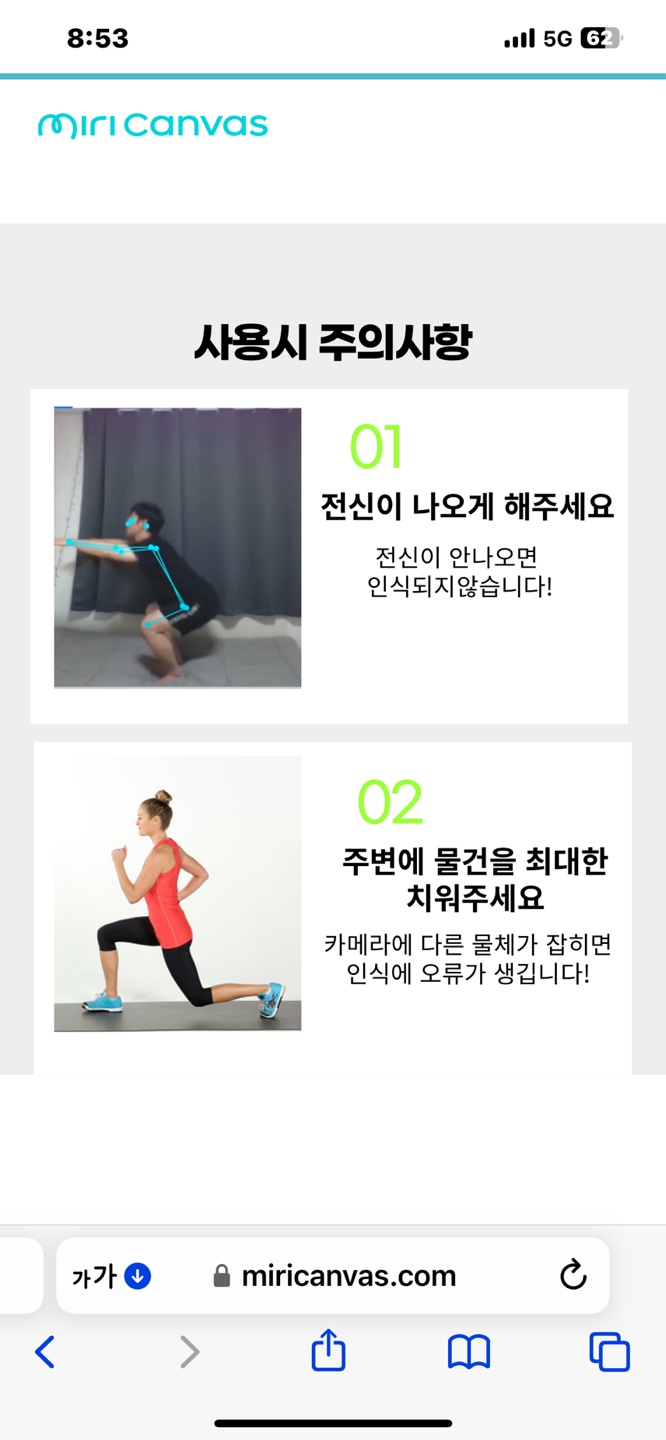 8:53
5G 62
miri canvas
사용시 주의사항
01
전신이 나오게 해주세요
전신이 안나오면
인식되지않습니다!
02
주변에 물건을 최대한
치워주세요
카메라에 다른 물체가 잡히면
인식에 오류가 생깁니다!
가가 miricanvas.com